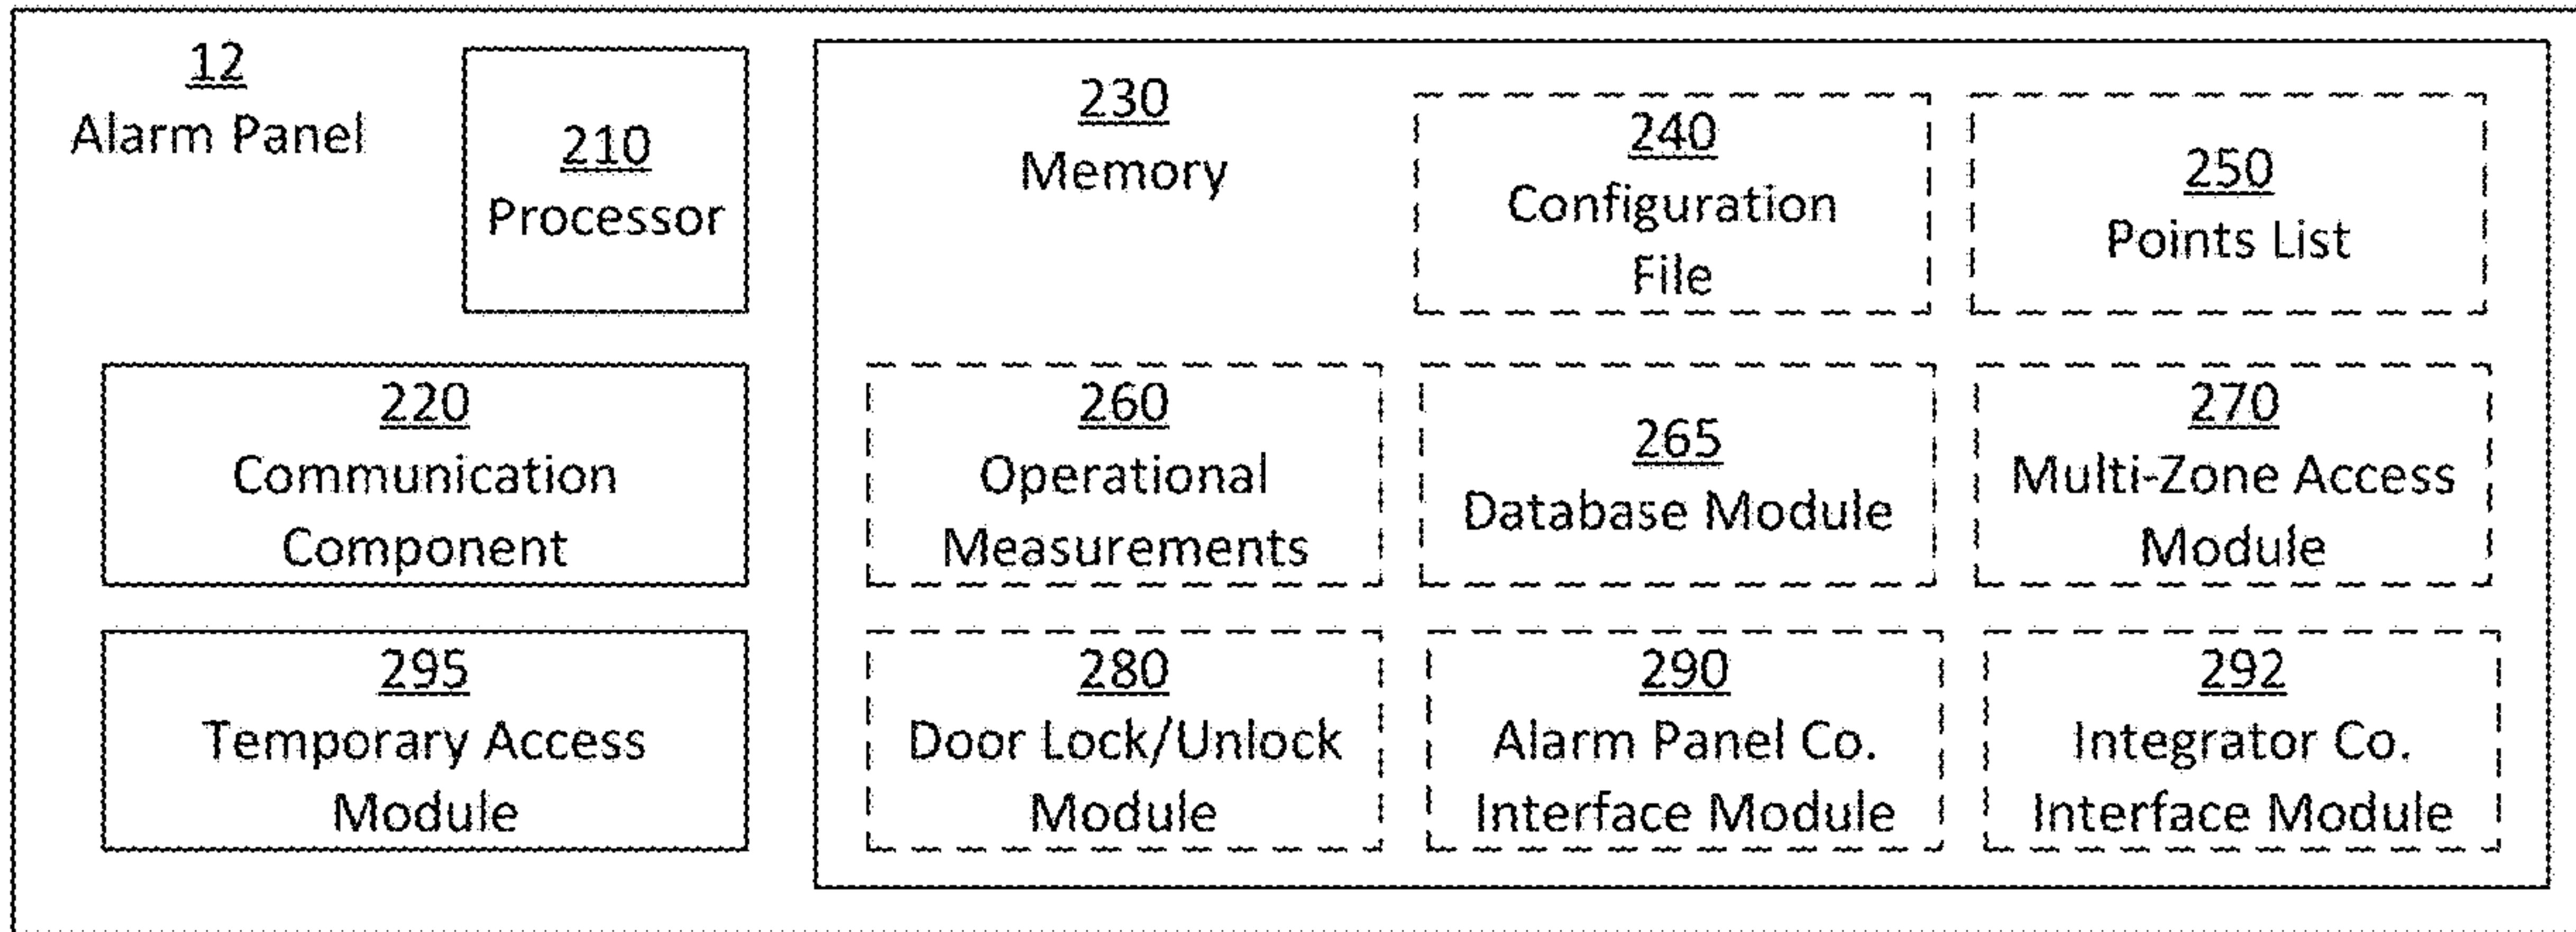 12
Alarm Panel
210
Processor
230
Memory
240
Configuration
File
250
Points List
220
Communication
Component
260
Operational
Measurements
265
Database Module
270
Multi-Zone Access
Module
295
Temporary Access
Module
280
Door Lock/Unlock
Module
290
Alarm Panel Co.
Interface Module
292
Integrator Co.
Interface Module